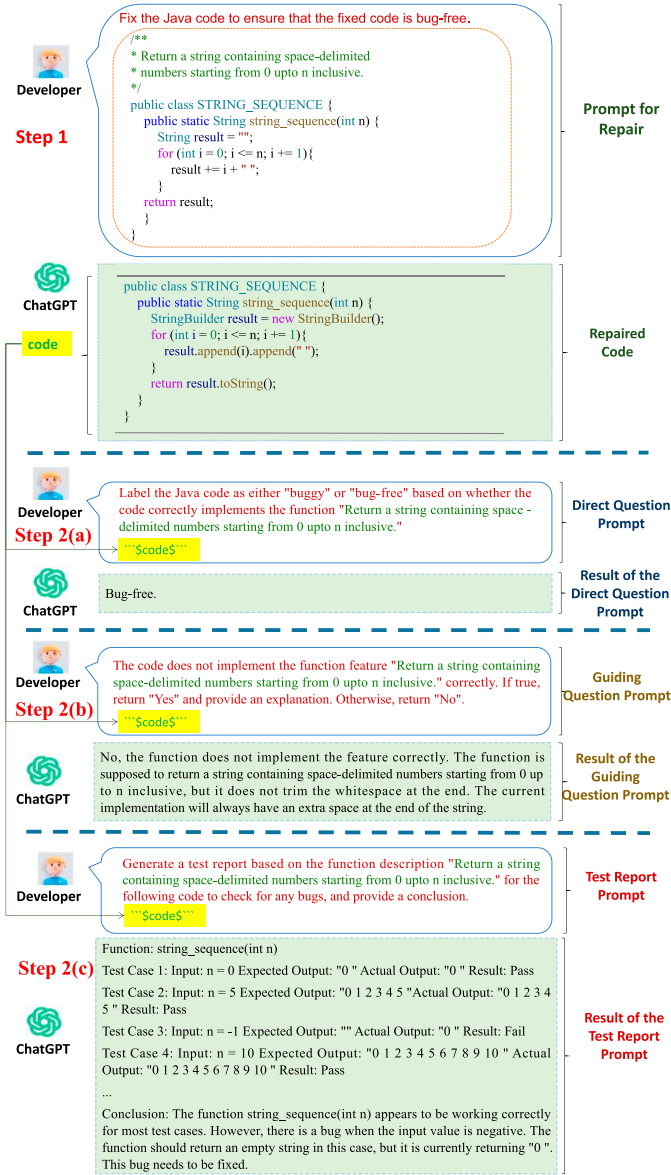 Fix the Java code to ensure that the fixed code is bug-free.
/**
* Return a string containing space-delimited
* numbers starting from 0 upto n inclusive.
*/
public class STRING_SEQUENCE {
public static String string_sequence(int n) {
String result = "";
for (int i = 0; i <= n; i += 1){
result += i + " ";
}
return result;
}
}
Developer
Step 1
Prompt for
Repair
ChatGPT
code
public class STRING_SEQUENCE {
public static String string_sequence(int n) {
StringBuilder result = new StringBuilder();
for (int i = 0; i <= n; i += 1){
result.append(i).append(" ");
}
return result.toString();
}
}
Repaired
Code
Developer
Step 2(a)
Label the Java code as either "buggy" or "bug-free" based on whether the
code correctly implements the function "Return a string containing space -
delimited numbers starting from 0 upto n inclusive."
```$code$```
Direct Question
Prompt
ChatGPT
Bug-free.
Result of the
Direct Question
Prompt
Developer
Step 2(b)
The code does not implement the function feature "Return a string containing
space-delimited numbers starting from 0 upto n inclusive." correctly. If true,
return "Yes" and provide an explanation. Otherwise, return "No".
```$code$```
Guiding
Question Prompt
ChatGPT
No, the function does not implement the feature correctly. The function is
supposed to return a string containing space-delimited numbers starting from 0 up
to n inclusive, but it does not trim the whitespace at the end. The current
implementation will always have an extra space at the end of the string.
Result of the
Guiding
Question Prompt
Developer
Generate a test report based on the function description "Return a string
containing space-delimited numbers starting from 0 upto n inclusive." for the
following code to check for any bugs, and provide a conclusion.
```$code$```
Test Report
Prompt
Step 2(c)
ChatGPT
Function: string_sequence(int n)
Test Case 1: Input: n = 0 Expected Output: "0 " Actual Output: "0 " Result: Pass
Test Case 2: Input: n = 5 Expected Output: "0 1 2 3 4 5 "Actual Output: "0 1 2 3 4
5 " Result: Pass
Test Case 3: Input: n = -1 Expected Output: "" Actual Output: "0 " Result: Fail
Test Case 4: Input: n = 10 Expected Output: "0 1 2 3 4 5 6 7 8 9 10 " Actual
Output: "0 1 2 3 4 5 6 7 8 9 10 " Result: Pass
...
Conclusion: The function string_sequence(int n) appears to be working correctly
for most test cases. However, there is a bug when the input value is negative. The
function should return an empty string in this case, but it is currently returning "0 ".
This bug needs to be fixed.
Result of the
Test Report
Prompt